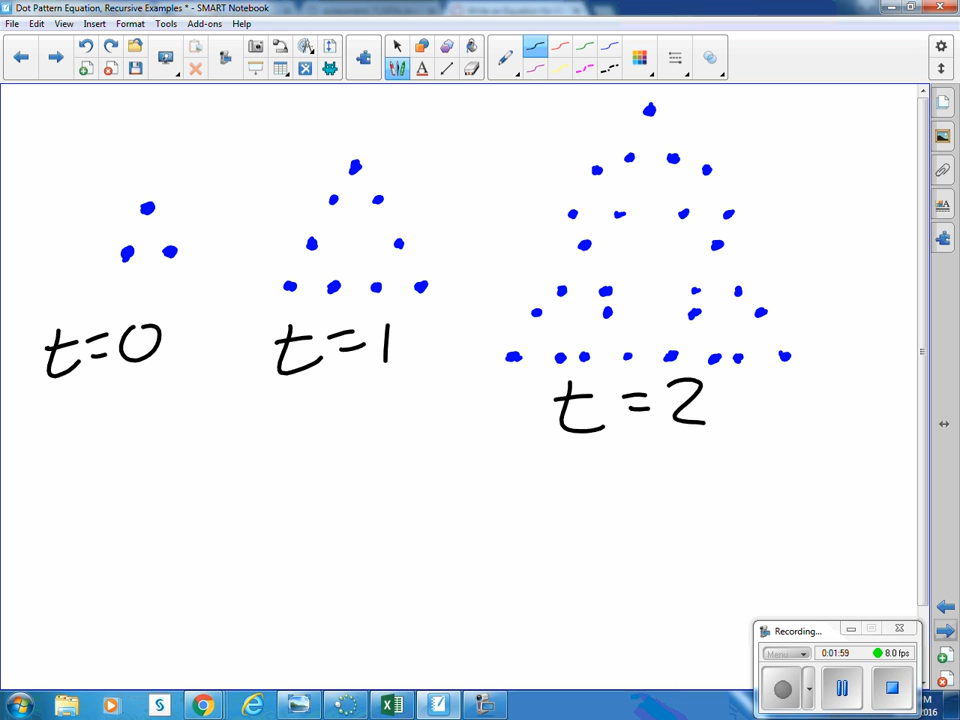 Dot Pattern Equation, Recursive Examples * - SMART Notebook
File Edit View Insert Format Tools Add-ons Help
t=0
t=1
t=2
Recording...
Menu
0:01:59
8.0 fps